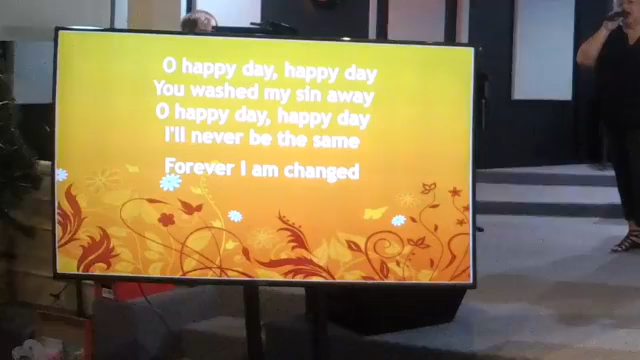 O happy day, happy day
You washed my sin away
O happy day, happy day
I'll never be the same
Forever I am changed